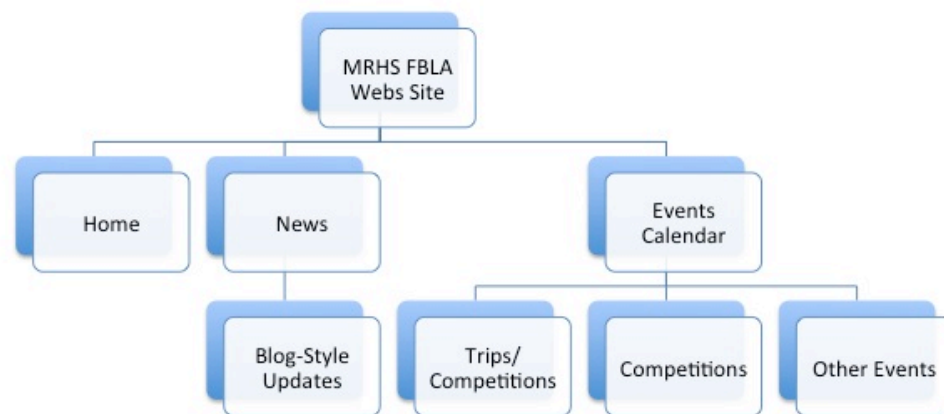 MRHS FBLA
Webs Site
Home
News
Events
Calendar
Blog-Style
Updates
Trips/
Competitions
Competitions
Other Events